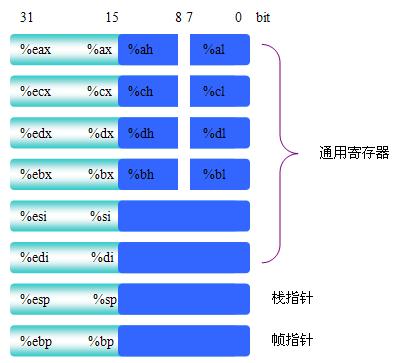 31 15 8 7 0 bit
%eax %ax %ah %al
%ecx %cx %ch %cl
%edx %dx %dh %dl
通用寄存器
%ebx %bx %bh %bl
%esi %si
%edi %di
%esp %sp 栈指针
%ebp %bp 帧指针